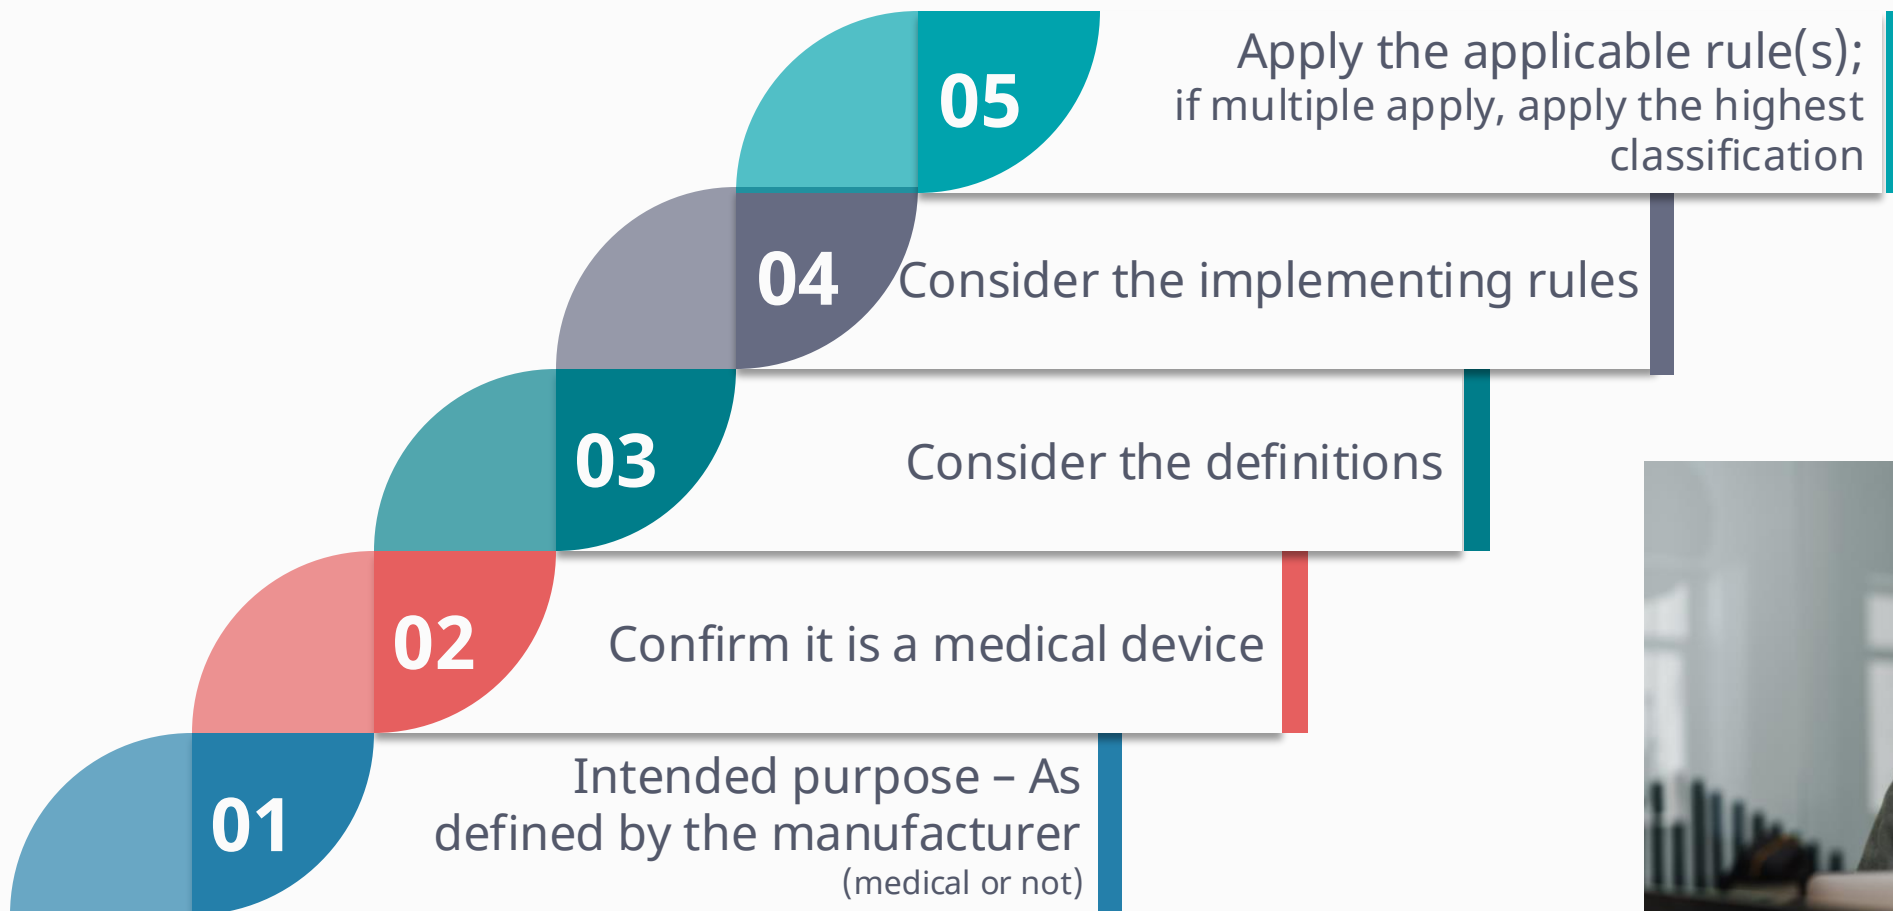 05
Apply the applicable rule(s);
if multiple apply, apply the highest
classification
04
Consider the implementing rules
03
Consider the definitions
02
Confirm it is a medical device
01
Intended purpose – As
defined by the manufacturer
(medical or not)